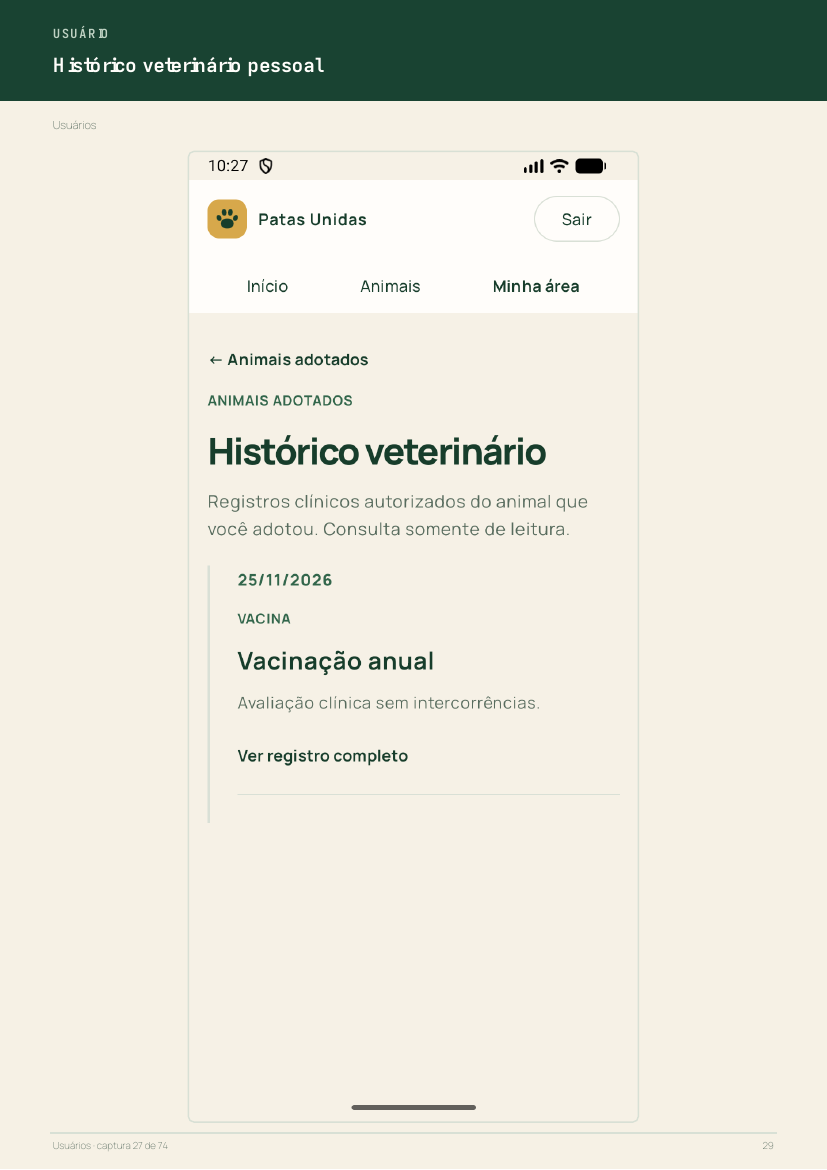 USUÁRIO
Histórico veterinário pessoal
Usuários
10:27
Patas Unidas
Sair
Início
Animais
Minha área
← Animais adotados
ANIMAIS ADOTADOS
Histórico veterinário
Registros clínicos autorizados do animal que
você adotou. Consulta somente de leitura.
25/11/2026
VACINA
Vacinação anual
Avaliação clínica sem intercorrências.
Ver registro completo
Usuários · captura 27 de 74
29